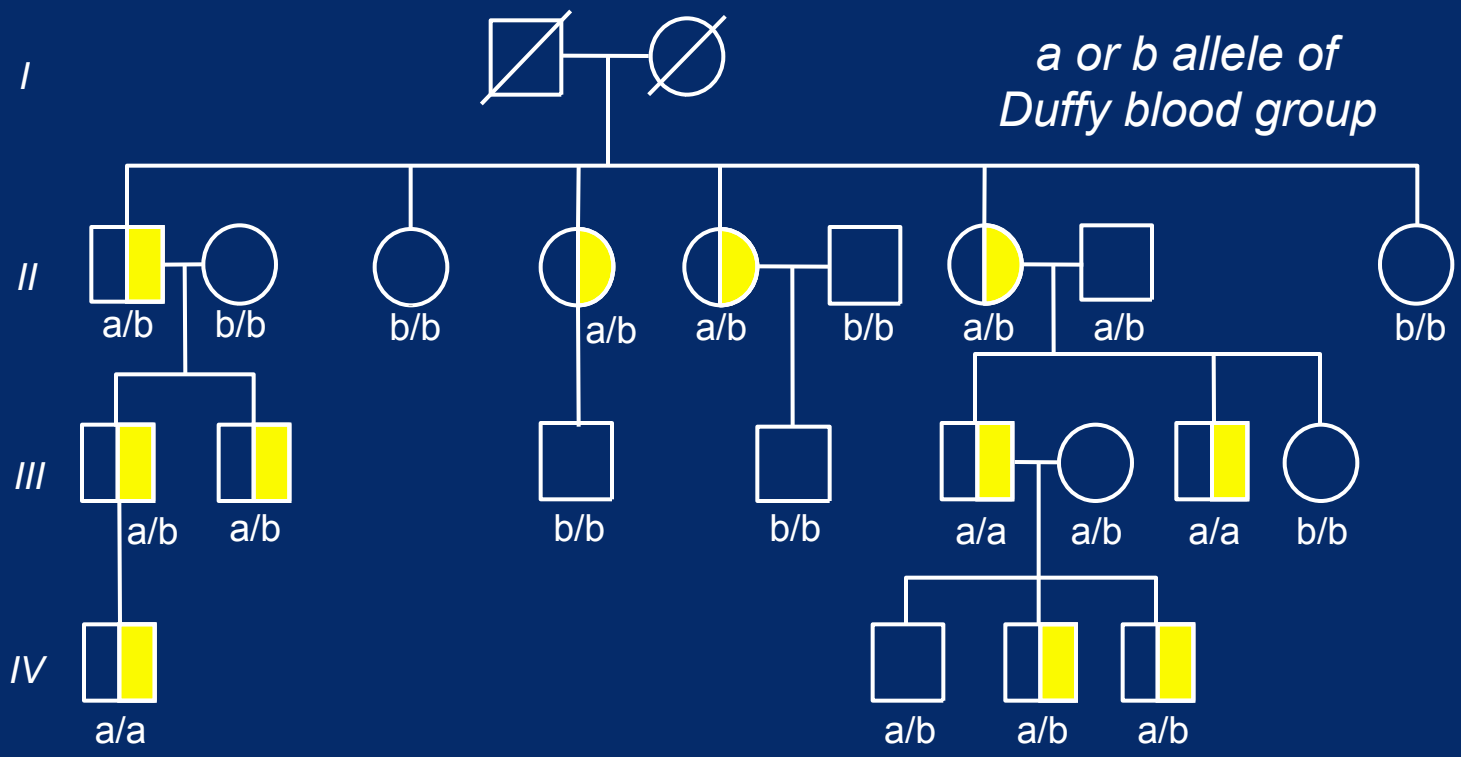 I
a or b allele of
Duffy blood group
II
a/b b/b b/b a/b a/b b/b a/b a/b b/b
III
a/b a/b b/b b/b a/a a/b a/a b/b
IV
a/a a/b a/b a/b